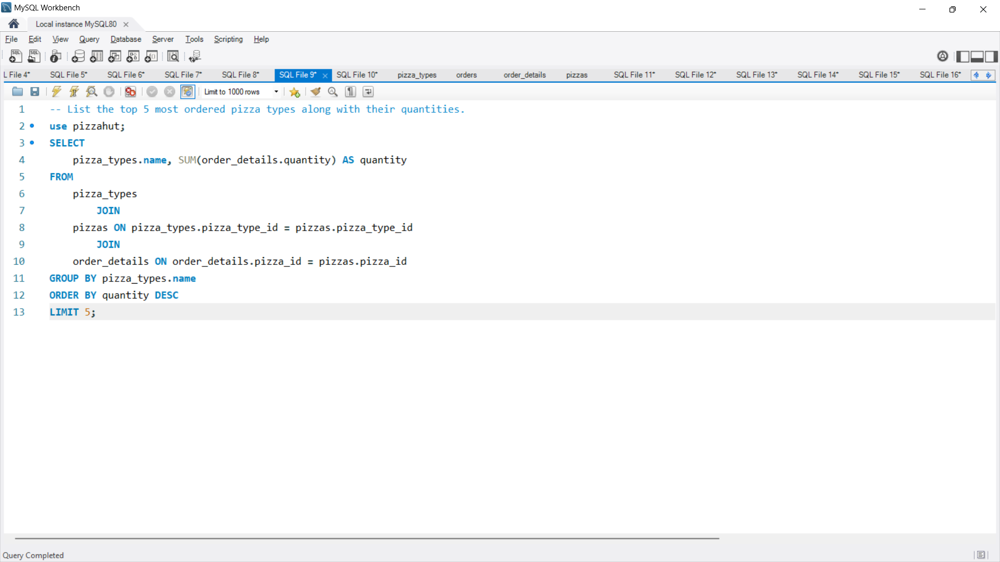 MySQL Workbench
Local instance MySQL80
File Edit View Query Database Server Tools Scripting Help
L File 4* SQL File 5* SQL File 6* SQL File 7* SQL File 8* SQL File 9* SQL File 10* pizza_types orders order_details pizzas SQL File 11* SQL File 12* SQL File 13* SQL File 14* SQL File 15* SQL File 16*
Limit to 1000 rows
1 -- List the top 5 most ordered pizza types along with their quantities.
2 use pizzahut;
3 SELECT
4 pizza_types.name, SUM(order_details.quantity) AS quantity
5 FROM
6 pizza_types
7 JOIN
8 pizzas ON pizza_types.pizza_type_id = pizzas.pizza_type_id
9 JOIN
10 order_details ON order_details.pizza_id = pizzas.pizza_id
11 GROUP BY pizza_types.name
12 ORDER BY quantity DESC
13 LIMIT 5;
Query Completed